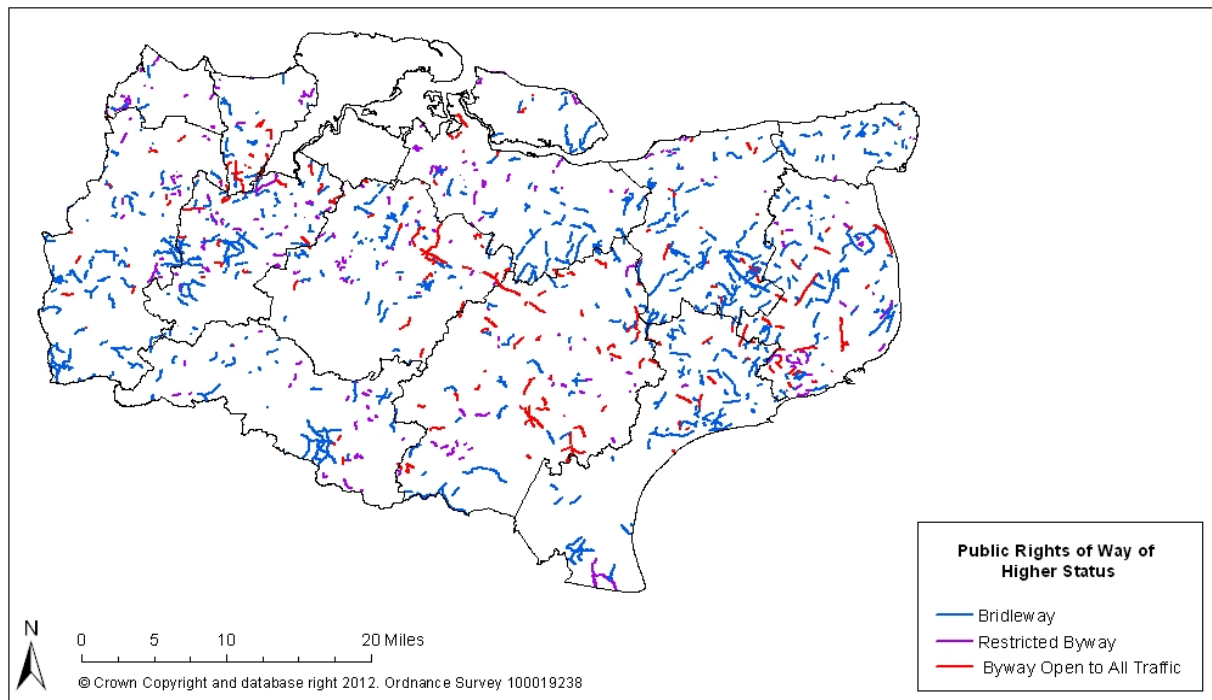 Public Rights of Way of
Higher Status
Bridleway
Restricted Byway
Byway Open to All Traffic
N
0 5 10 20 Miles
© Crown Copyright and database right 2012. Ordnance Survey 100019238